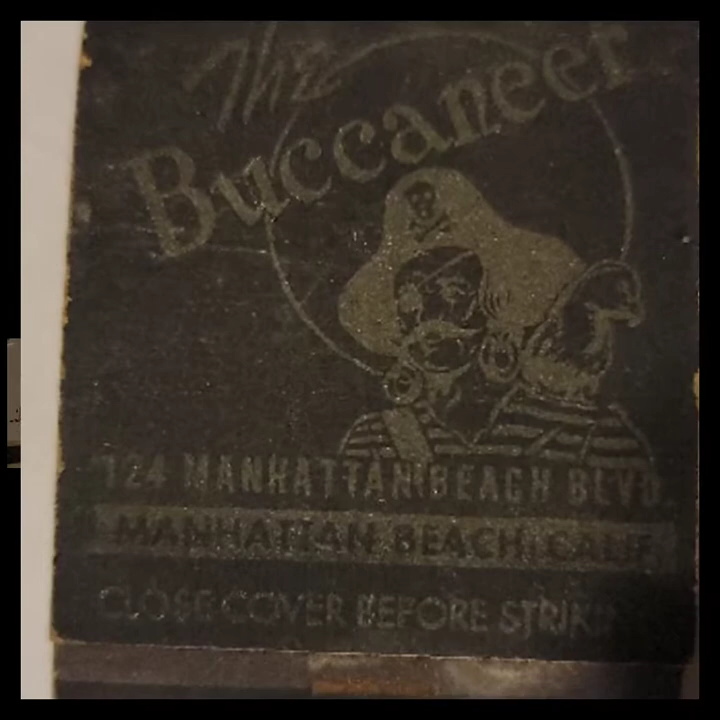 The
Buccaneer
124 MANHATTAN BEACH BLVD.
MANHATTAN BEACH, CALIF.
CLOSE COVER BEFORE STRIKING